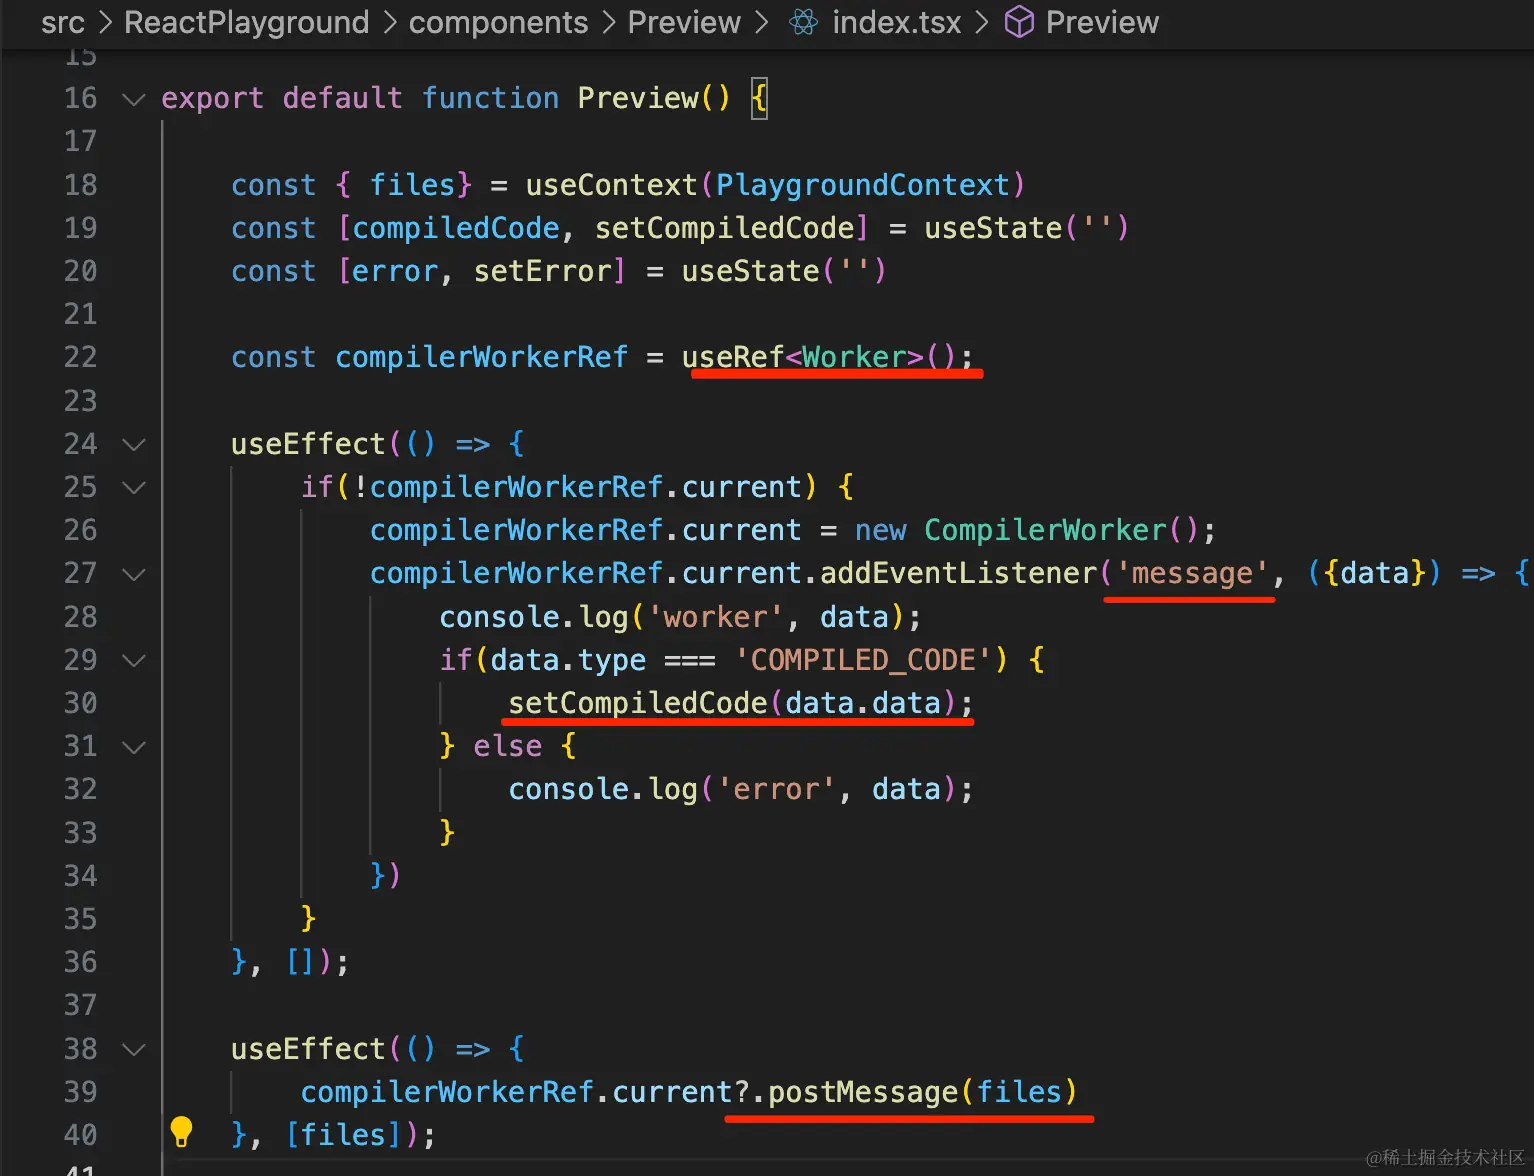 src > ReactPlayground > components > Preview > index.tsx > Preview
15
16 export default function Preview() {
17
18     const { files} = useContext(PlaygroundContext)
19     const [compiledCode, setCompiledCode] = useState('')
20     const [error, setError] = useState('')
21
22     const compilerWorkerRef = useRef<Worker>();
23
24     useEffect(() => {
25         if(!compilerWorkerRef.current) {
26             compilerWorkerRef.current = new CompilerWorker();
27             compilerWorkerRef.current.addEventListener('message', ({data}) => {
28                 console.log('worker', data);
29                 if(data.type === 'COMPILED_CODE') {
30                     setCompiledCode(data.data);
31                 } else {
32                     console.log('error', data);
33                 }
34             })
35         }
36     }, []);
37
38     useEffect(() => {
39         compilerWorkerRef.current?.postMessage(files)
40     }, [files]);
41
@稀土掘金技术社区